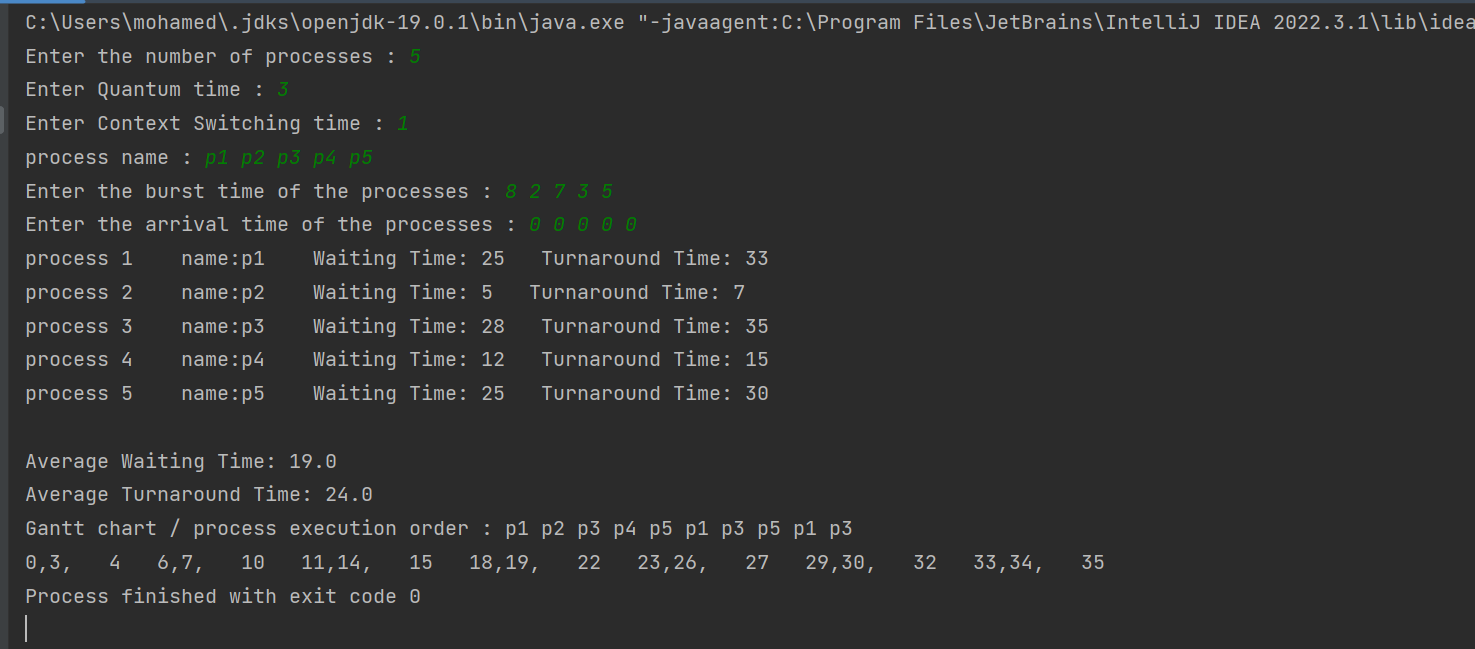 C:\Users\mohamed\.jdks\openjdk-19.0.1\bin\java.exe "-javaagent:C:\Program Files\JetBrains\IntelliJ IDEA 2022.3.1\lib\idea
Enter the number of processes : 5
Enter Quantum time : 3
Enter Context Switching time : 1
process name : p1 p2 p3 p4 p5
Enter the burst time of the processes : 8 2 7 3 5
Enter the arrival time of the processes : 0 0 0 0 0
process 1    name:p1    Waiting Time: 25   Turnaround Time: 33
process 2    name:p2    Waiting Time: 5   Turnaround Time: 7
process 3    name:p3    Waiting Time: 28   Turnaround Time: 35
process 4    name:p4    Waiting Time: 12   Turnaround Time: 15
process 5    name:p5    Waiting Time: 25   Turnaround Time: 30
Average Waiting Time: 19.0
Average Turnaround Time: 24.0
Gantt chart / process execution order : p1 p2 p3 p4 p5 p1 p3 p5 p1 p3
0,3,   4   6,7,   10   11,14,   15   18,19,   22   23,26,   27   29,30,   32   33,34,   35
Process finished with exit code 0